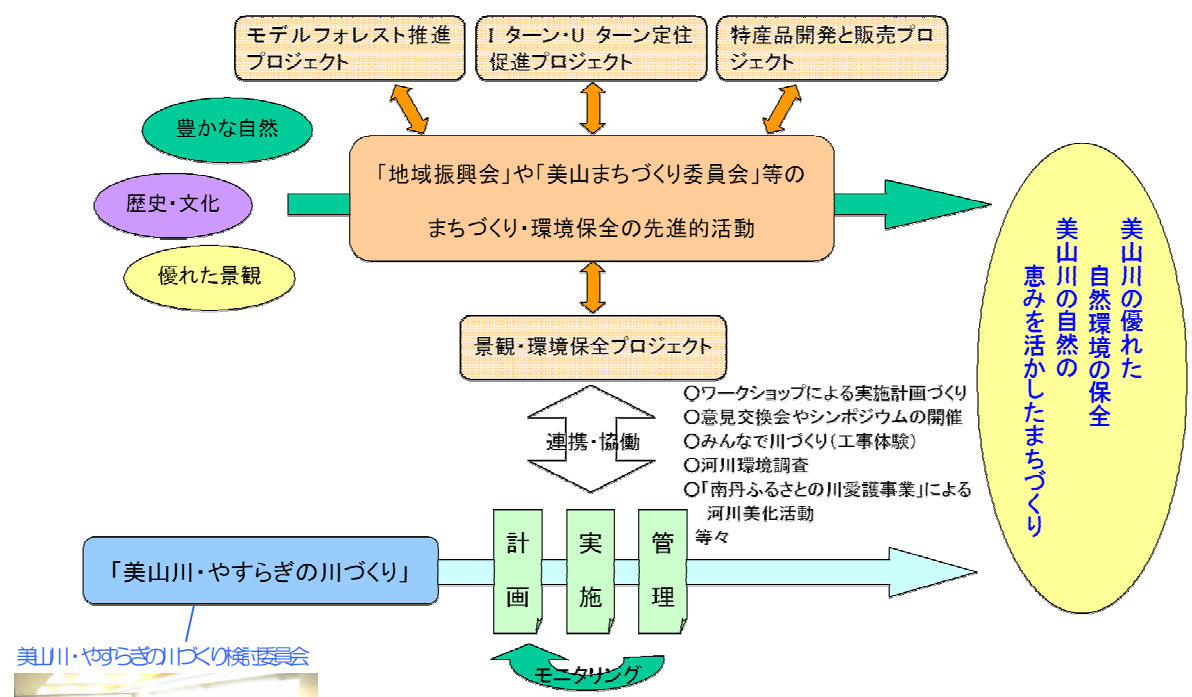 モデルフォレスト推進
プロジェクト
I ターン・U ターン定住
促進プロジェクト
特産品開発と販売プロ
ジェクト
豊かな自然
歴史・文化
優れた景観
「地域振興会」や「美山まちづくり委員会」等の
まちづくり・環境保全の先進的活動
景観・環境保全プロジェクト
連携・協働
○ワークショップによる実施計画づくり
○意見交換会やシンポジウムの開催
○みんなで川づくり(工事体験)
○河川環境調査
○「南丹ふるさとの川愛護事業」による
河川美化活動
等々
美山川の優れた
自然環境の保全
美山川の自然の
恵みを活かしたまちづくり
「美山川・やすらぎの川づくり」
計画
実施
管理
モニタリング
美山川・やすらぎの川づくり検討委員会